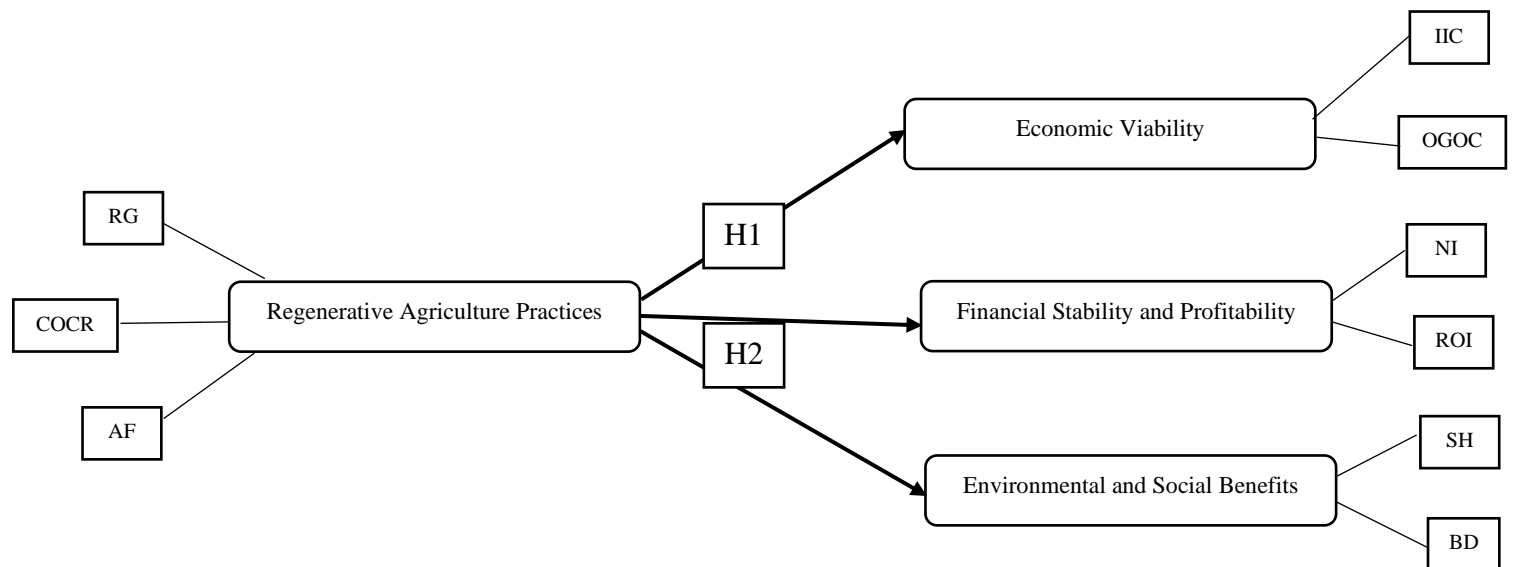 IIC
Economic Viability
OGOC
RG
H1
NI
Regenerative Agriculture Practices
Financial Stability and Profitability
COCR
ROI
H2
AF
SH
Environmental and Social Benefits
BD